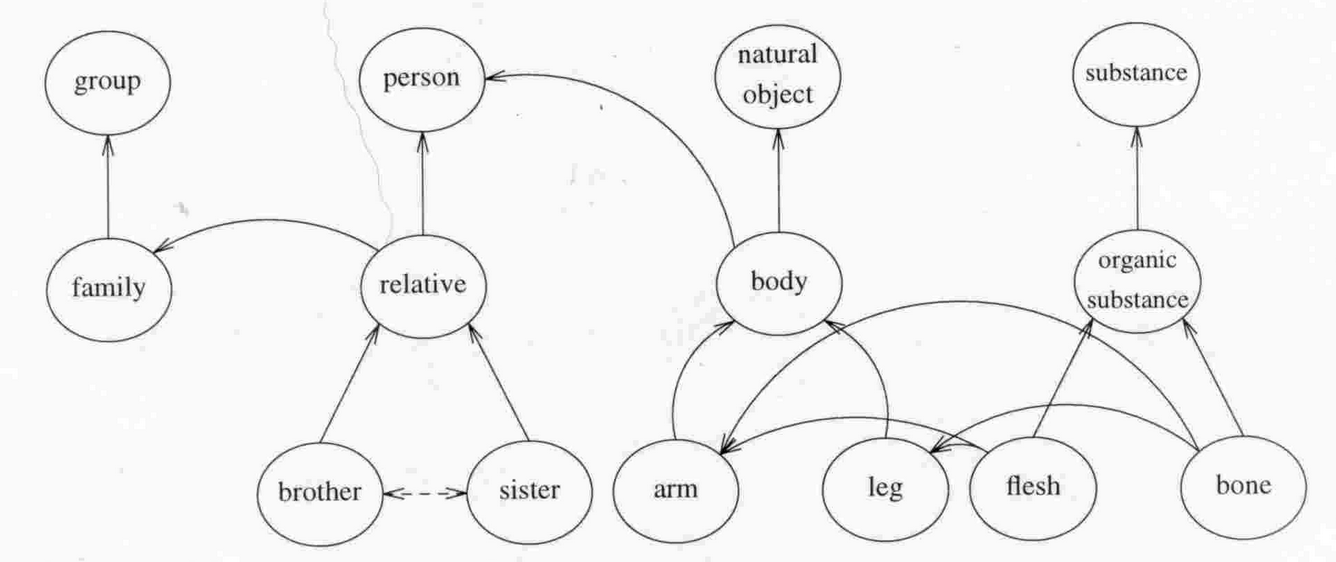 group
person
natural
object
substance
family
relative
body
organic
substance
brother
sister
arm
leg
flesh
bone